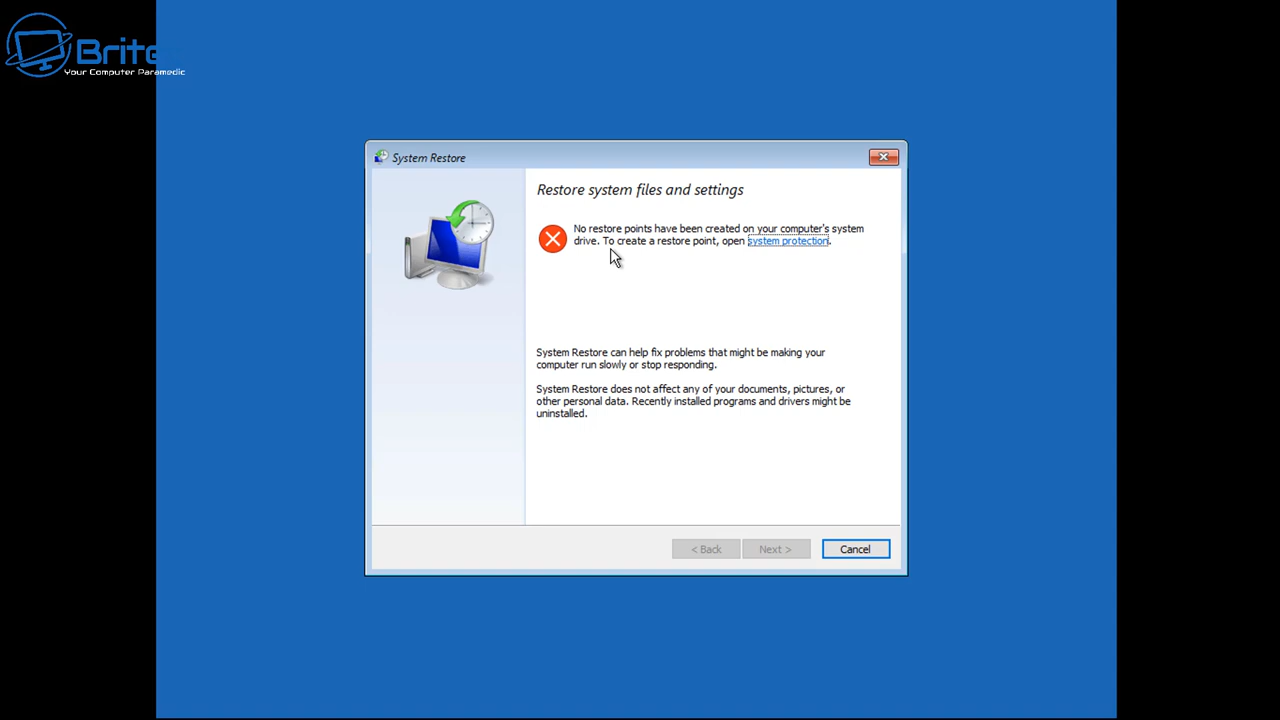 Brite
Your Computer Paramedic
System Restore
Restore system files and settings
No restore points have been created on your computer's system
drive. To create a restore point, open system protection.
System Restore can help fix problems that might be making your
computer run slowly or stop responding.
System Restore does not affect any of your documents, pictures, or
other personal data. Recently installed programs and drivers might be
uninstalled.
< Back
Next >
Cancel